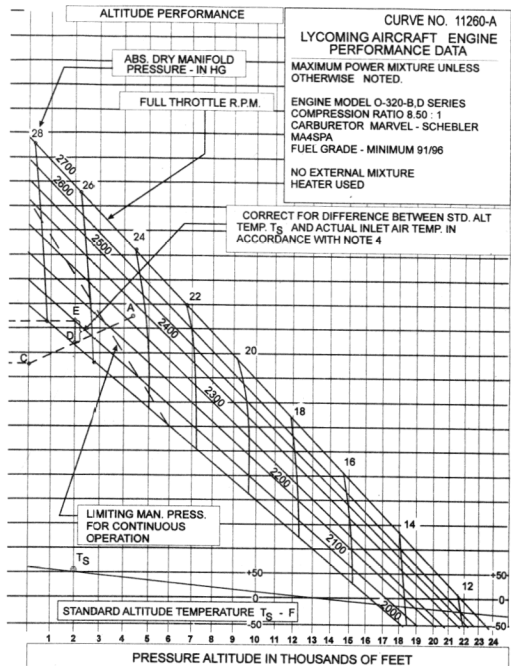 ALTITUDE PERFORMANCE
CURVE NO. 11260-A
LYCOMING AIRCRAFT ENGINE
PERFORMANCE DATA
MAXIMUM POWER MIXTURE UNLESS
OTHERWISE NOTED.
ENGINE MODEL O-320-B,D SERIES
COMPRESSION RATIO 8.50 : 1
CARBURETOR MARVEL - SCHEBLER
MA4SPA
FUEL GRADE - MINIMUM 91/96
NO EXTERNAL MIXTURE
HEATER USED
ABS. DRY MANIFOLD
PRESSURE - IN HG
FULL THROTTLE R.P.M.
28
2700
26
2600
CORRECT FOR DIFFERENCE BETWEEN STD. ALT
TEMP. TS AND ACTUAL INLET AIR TEMP. IN
ACCORDANCE WITH NOTE 4
2500
24
22
E
A
D
C
2400
20
2300
18
2200
16
LIMITING MAN. PRESS.
FOR CONTINUOUS
OPERATION
14
2100
12
2000
TS
+50
0
-50
+50
0
-50
STANDARD ALTITUDE TEMPERATURE TS - F
1 2 3 4 5 6 7 8 9 10 11 12 13 14 15 16 17 18 19 20 21 22 23 24
PRESSURE ALTITUDE IN THOUSANDS OF FEET